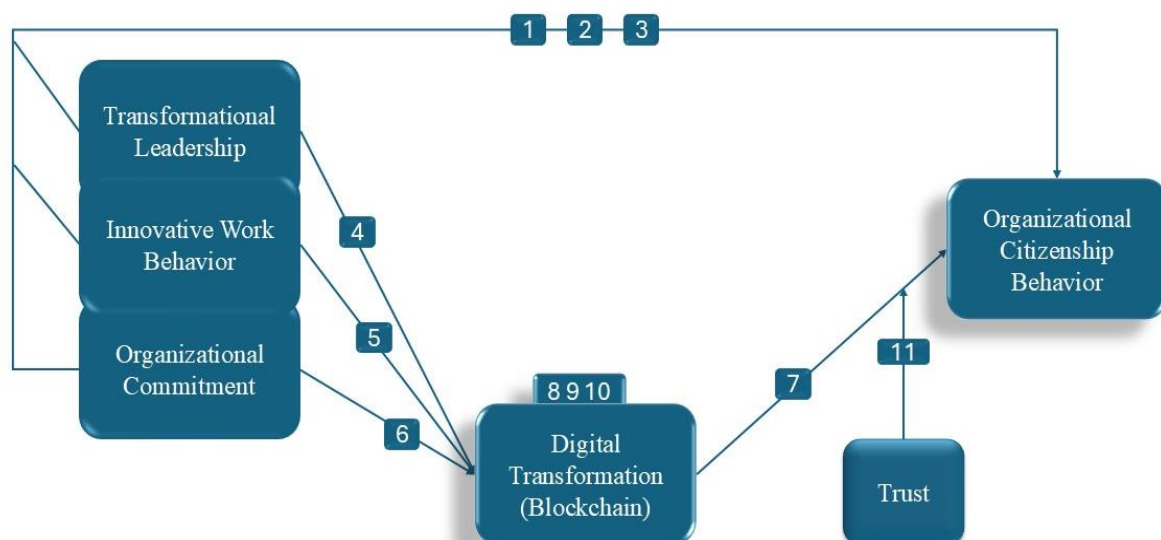 1 2 3
Transformational
Leadership
Innovative Work
Behavior
Organizational
Commitment
4
5
6
8 9 10
Digital
Transformation
(Blockchain)
7
11
Trust
Organizational
Citizenship
Behavior